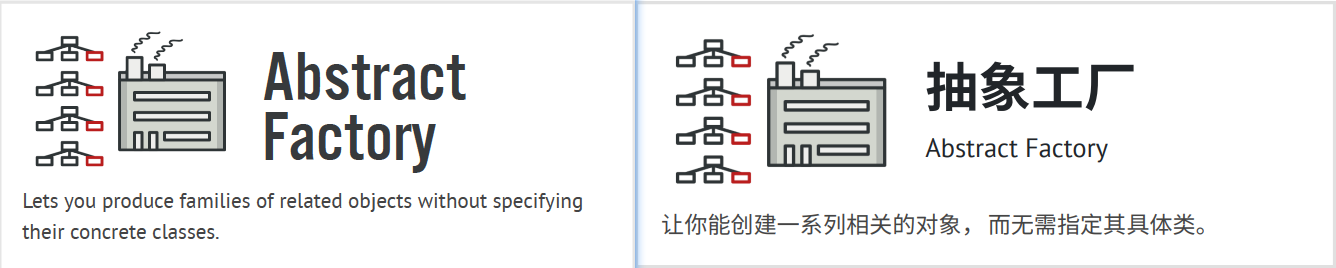 Abstract
Factory
Lets you produce families of related objects without specifying
their concrete classes.
抽象工厂
Abstract Factory
让你能创建一系列相关的对象，而无需指定其具体类。